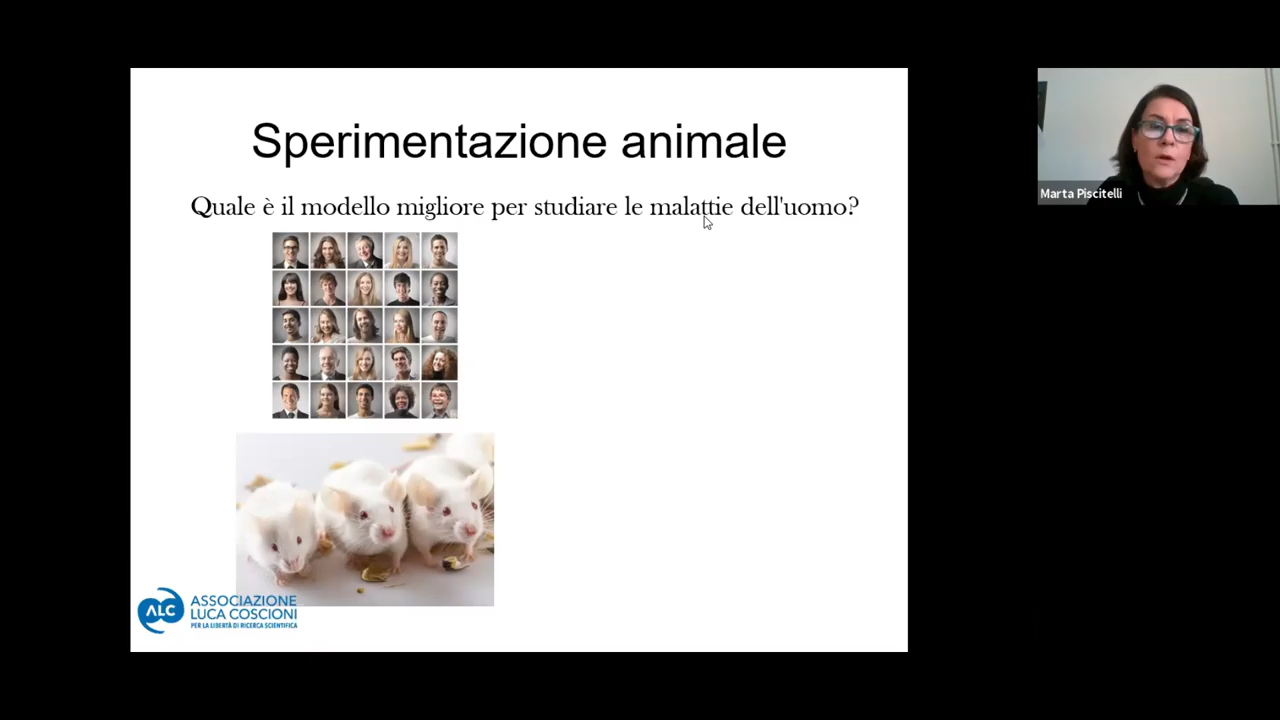 Sperimentazione animale
Quale è il modello migliore per studiare le malattie dell'uomo?
Marta Piscitelli
ALC
ASSOCIAZIONE
LUCA COSCIONI
PER LA LIBERTÀ DI RICERCA SCIENTIFICA